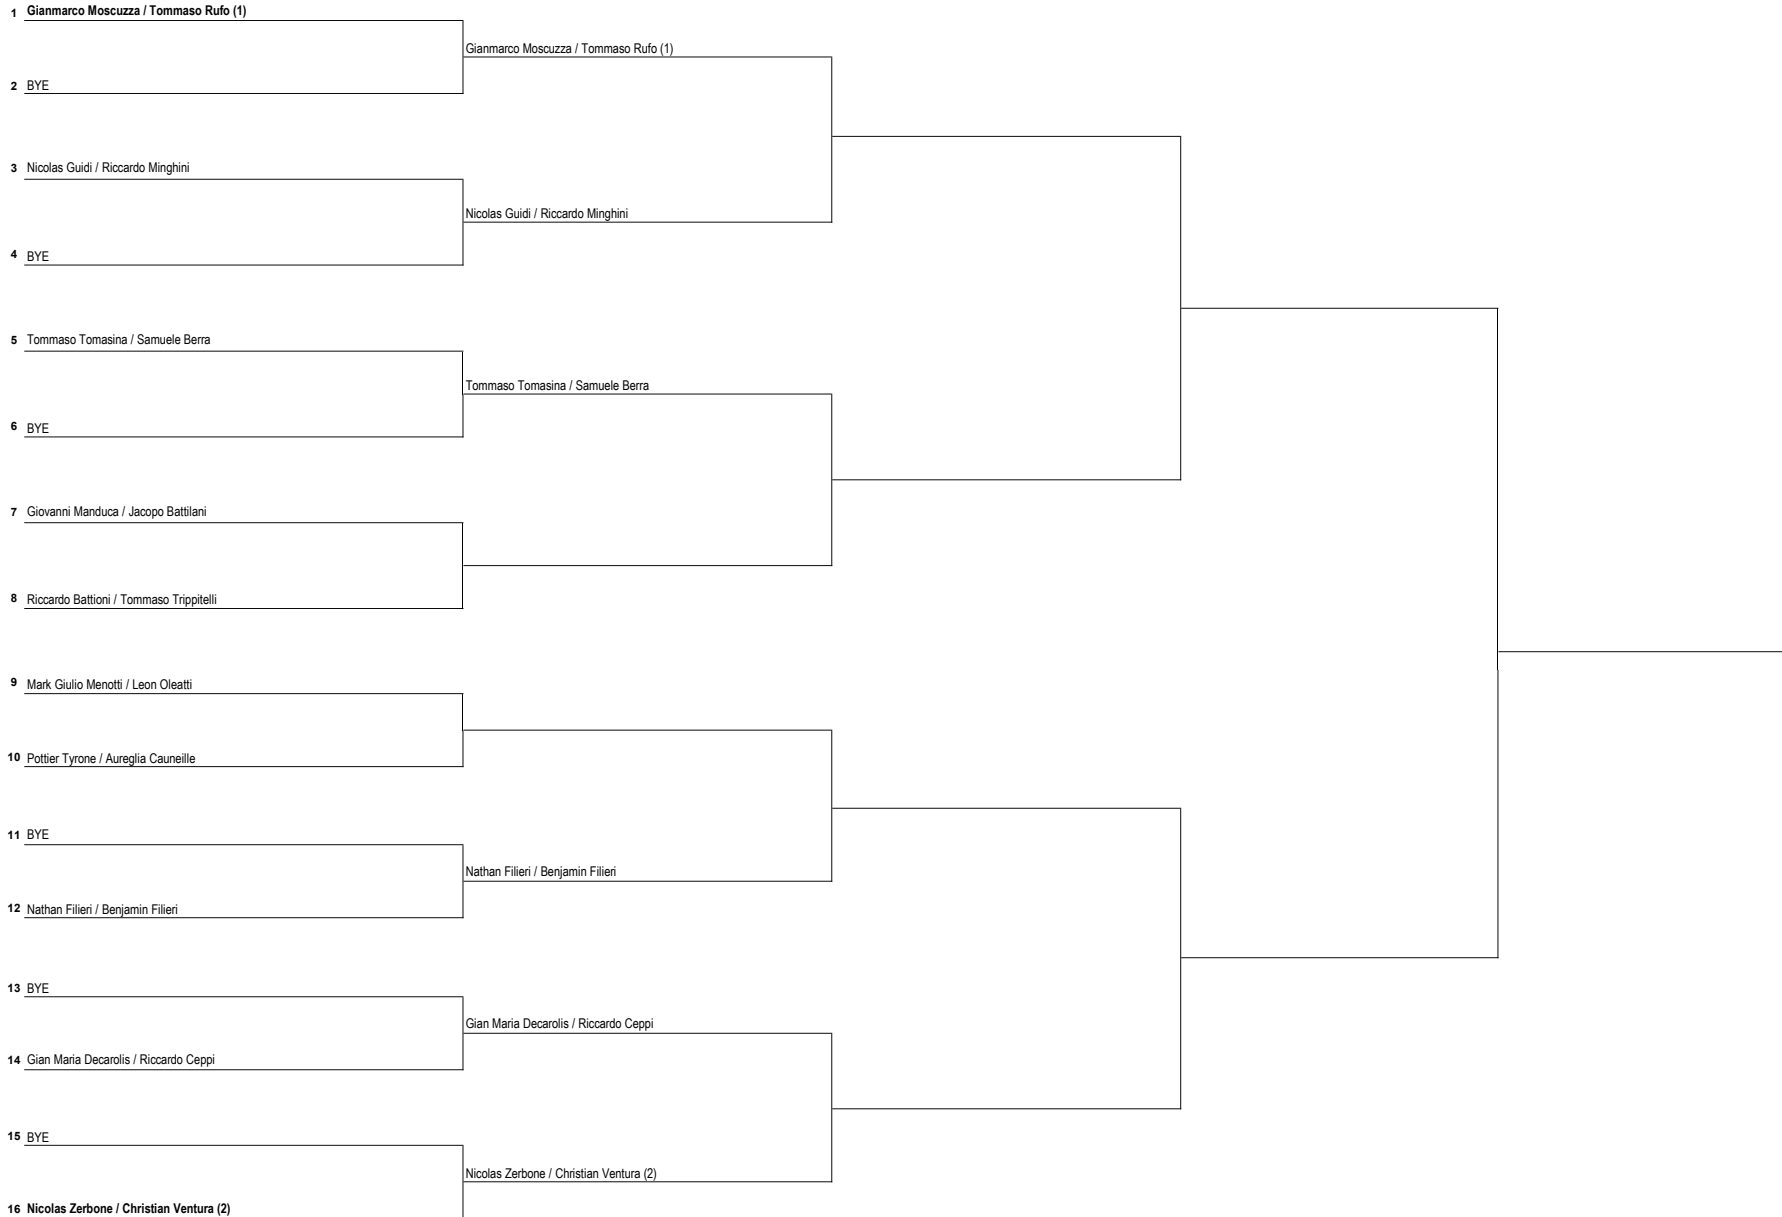 1 Gianmarco Moscuzza / Tommaso Rufo (1)
Gianmarco Moscuzza / Tommaso Rufo (1)
2 BYE
3 Nicolas Guidi / Riccardo Minghini
Nicolas Guidi / Riccardo Minghini
4 BYE
5 Tommaso Tomasina / Samuele Berra
Tommaso Tomasina / Samuele Berra
6 BYE
7 Giovanni Manduca / Jacopo Battilani
8 Riccardo Battioni / Tommaso Trippitelli
9 Mark Giulio Menotti / Leon Oleatti
10 Pottier Tyrone / Aureglia Cauneille
11 BYE
Nathan Filieri / Benjamin Filieri
12 Nathan Filieri / Benjamin Filieri
13 BYE
Gian Maria Decarolis / Riccardo Ceppi
14 Gian Maria Decarolis / Riccardo Ceppi
15 BYE
Nicolas Zerbone / Christian Ventura (2)
16 Nicolas Zerbone / Christian Ventura (2)